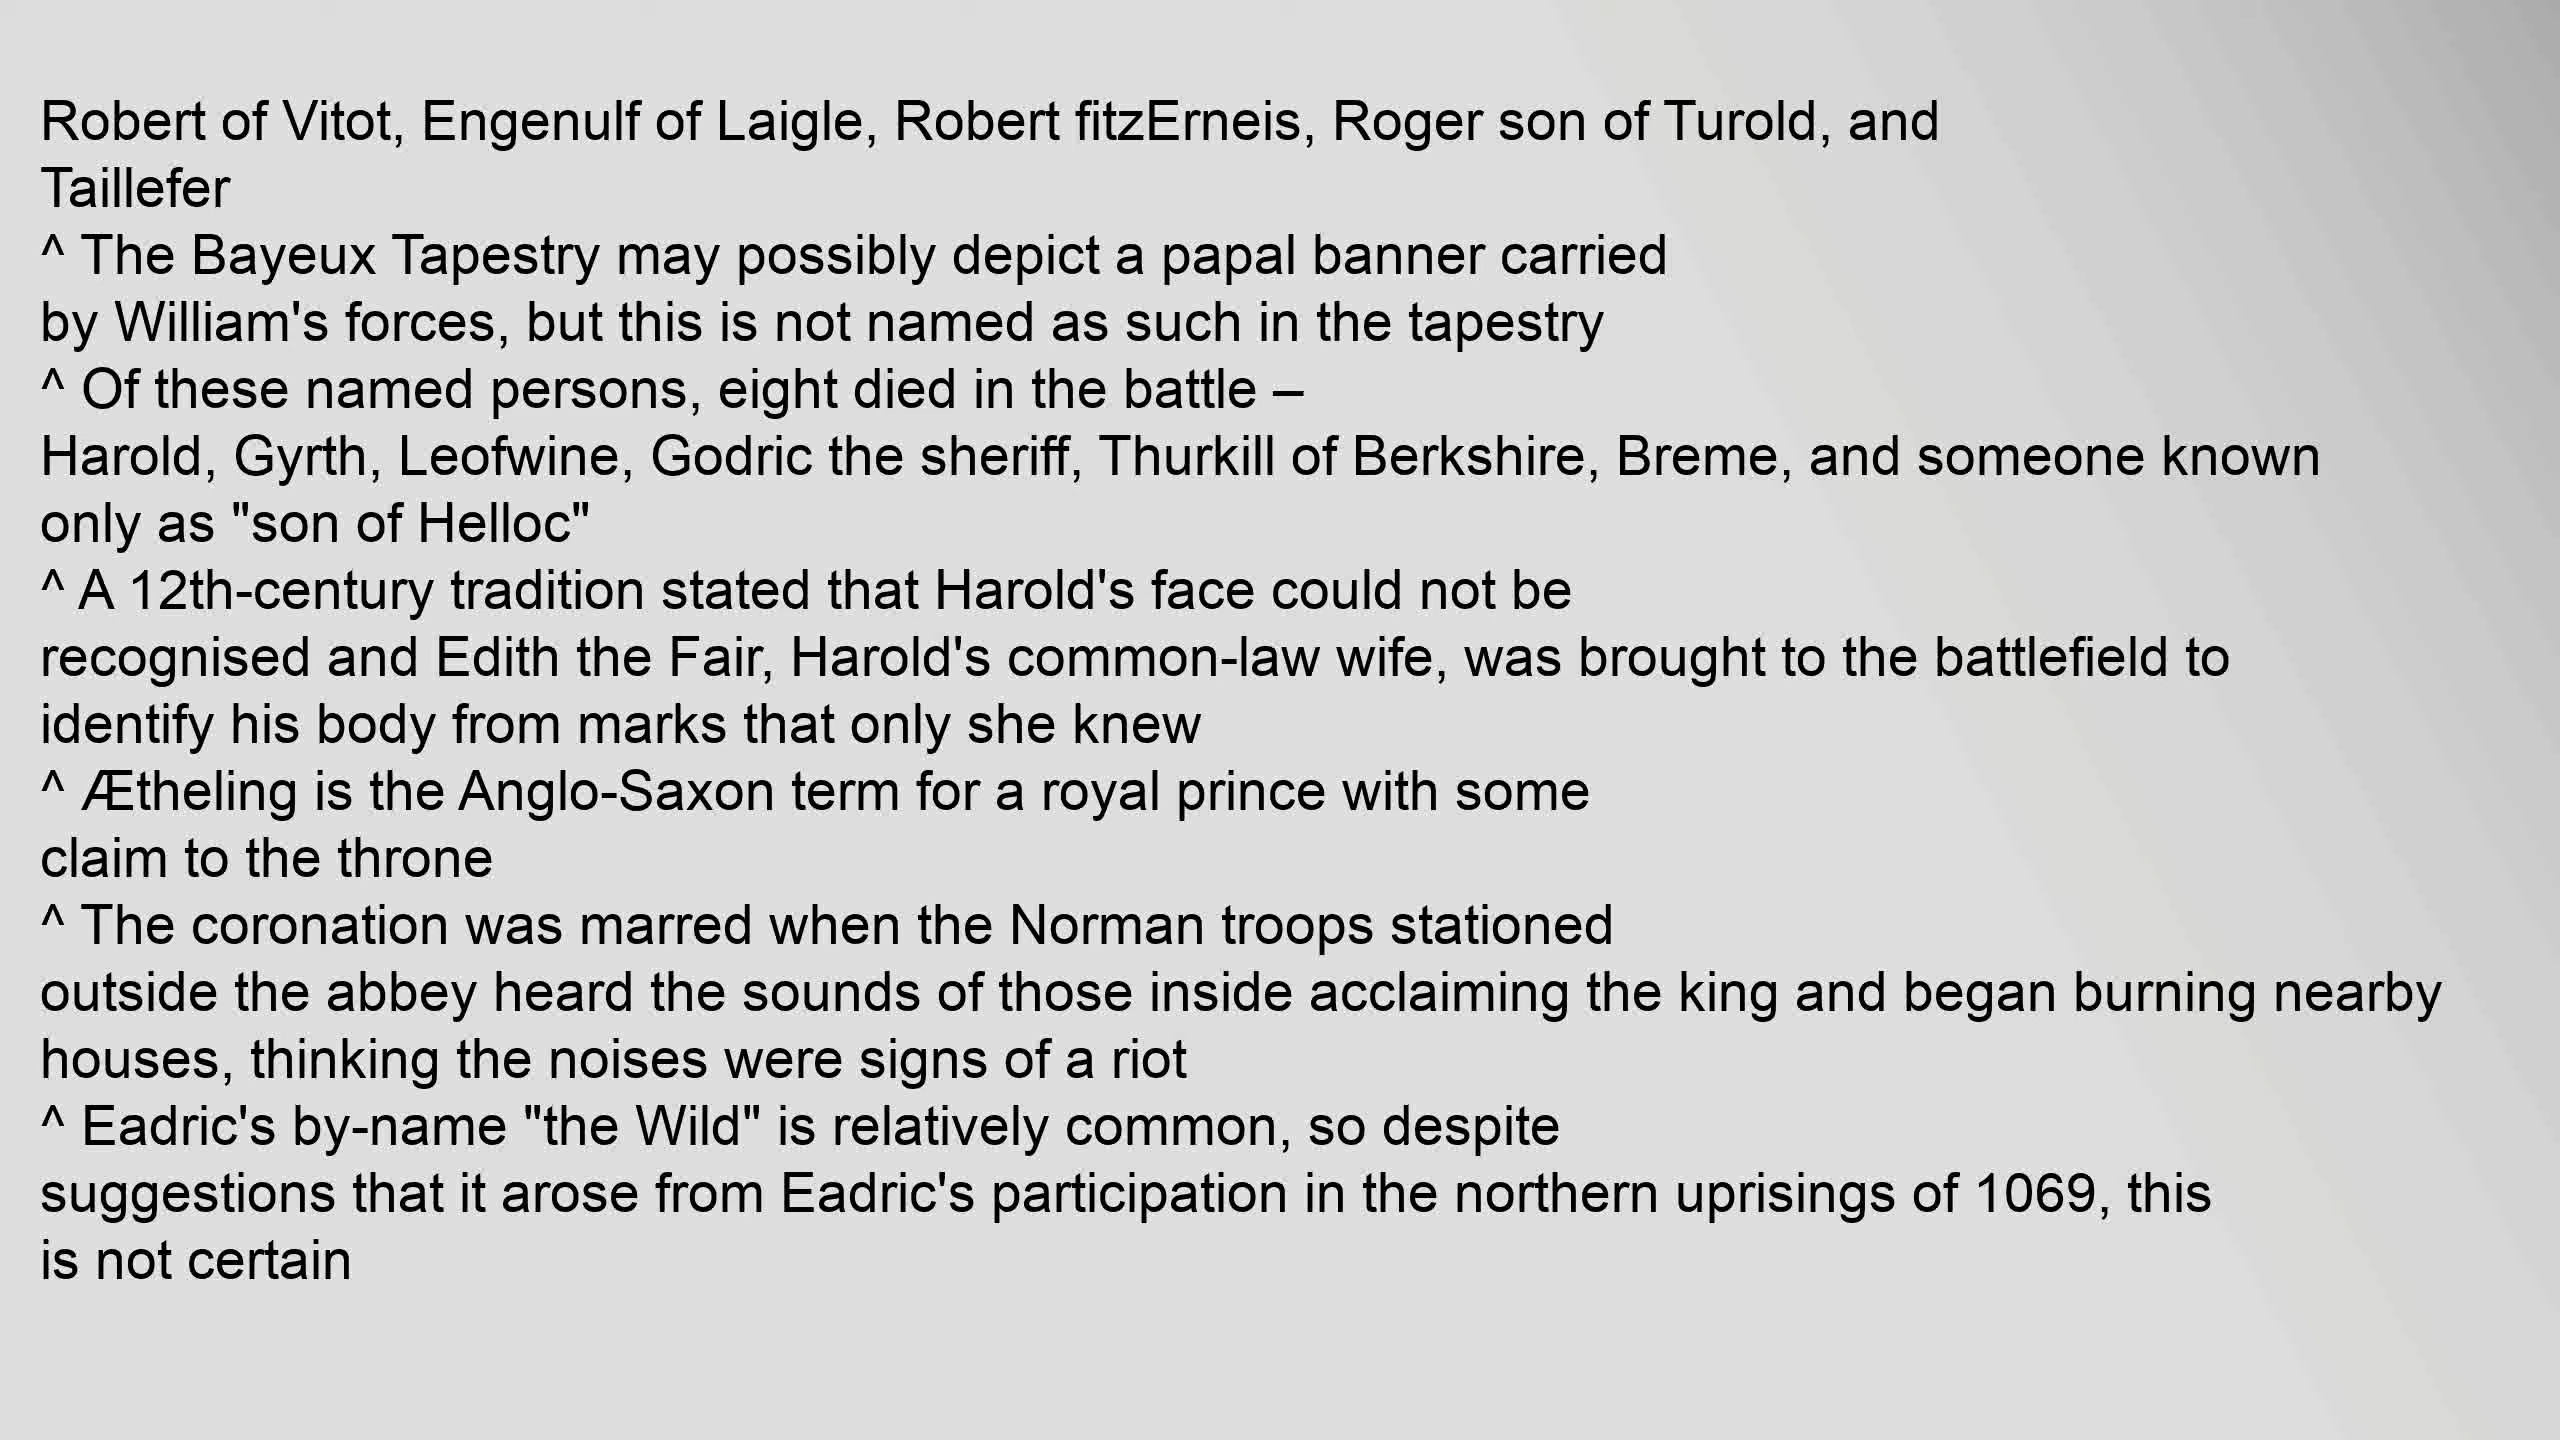 Robert of Vitot, Engenulf of Laigle, Robert fitzErneis, Roger son of Turold, and
Taillefer
^ The Bayeux Tapestry may possibly depict a papal banner carried
by William's forces, but this is not named as such in the tapestry
^ Of these named persons, eight died in the battle –
Harold, Gyrth, Leofwine, Godric the sheriff, Thurkill of Berkshire, Breme, and someone known
only as "son of Helloc"
^ A 12th-century tradition stated that Harold's face could not be
recognised and Edith the Fair, Harold's common-law wife, was brought to the battlefield to
identify his body from marks that only she knew
^ Ætheling is the Anglo-Saxon term for a royal prince with some
claim to the throne
^ The coronation was marred when the Norman troops stationed
outside the abbey heard the sounds of those inside acclaiming the king and began burning nearby
houses, thinking the noises were signs of a riot
^ Eadric's by-name "the Wild" is relatively common, so despite
suggestions that it arose from Eadric's participation in the northern uprisings of 1069, this
is not certain